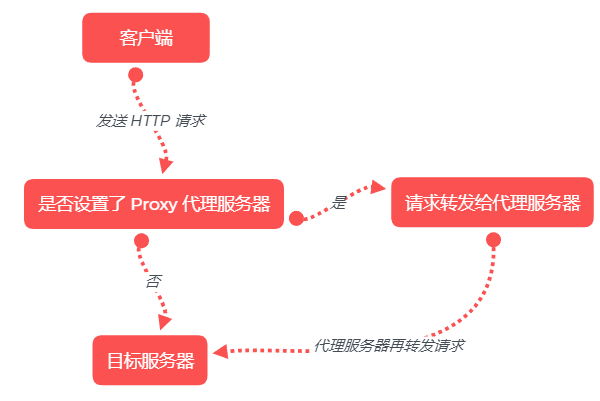 客户端
发送 HTTP 请求
是否设置了 Proxy 代理服务器
是
请求转发给代理服务器
否
代理服务器再转发请求
目标服务器